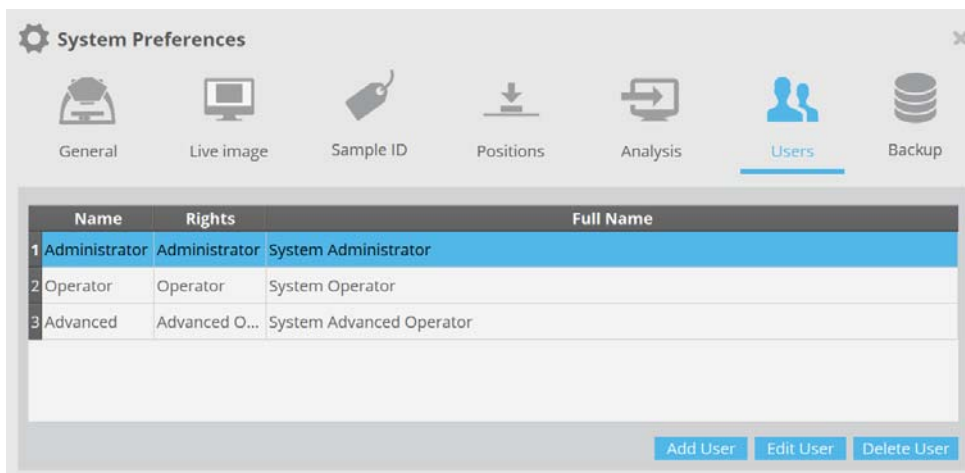 System Preferences
General Live image Sample ID Positions Analysis Users Backup
Name Rights Full Name
1 Administrator Administrator System Administrator
2 Operator Operator System Operator
3 Advanced Advanced O... System Advanced Operator
Add User Edit User Delete User